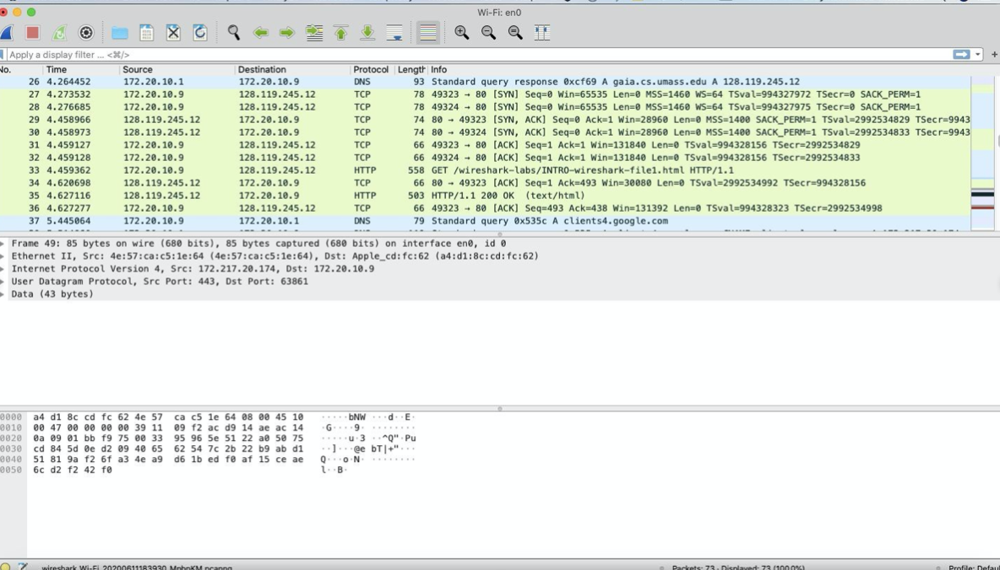 Wi-Fi: en0
Apply a display filter ... <⌘/>
No. Time Source Destination Protocol Length Info
26 4.264452 172.20.10.1 172.20.10.9 DNS 93 Standard query response 0xcf69 A gaia.cs.umass.edu A 128.119.245.12
27 4.273532 172.20.10.9 128.119.245.12 TCP 78 49323 → 80 [SYN] Seq=0 Win=65535 Len=0 MSS=1460 WS=64 TSval=994327972 TSecr=0 SACK_PERM=1
28 4.276685 172.20.10.9 128.119.245.12 TCP 78 49324 → 80 [SYN] Seq=0 Win=65535 Len=0 MSS=1460 WS=64 TSval=994327975 TSecr=0 SACK_PERM=1
29 4.458966 128.119.245.12 172.20.10.9 TCP 74 80 → 49323 [SYN, ACK] Seq=0 Ack=1 Win=28960 Len=0 MSS=1400 SACK_PERM=1 TSval=2992534829 TSecr=9943
30 4.458973 128.119.245.12 172.20.10.9 TCP 74 80 → 49324 [SYN, ACK] Seq=0 Ack=1 Win=28960 Len=0 MSS=1400 SACK_PERM=1 TSval=2992534833 TSecr=9943
31 4.459127 172.20.10.9 128.119.245.12 TCP 66 49323 → 80 [ACK] Seq=1 Ack=1 Win=131840 Len=0 TSval=994328156 TSecr=2992534829
32 4.459128 172.20.10.9 128.119.245.12 TCP 66 49324 → 80 [ACK] Seq=1 Ack=1 Win=131840 Len=0 TSval=994328156 TSecr=2992534833
33 4.459362 172.20.10.9 128.119.245.12 HTTP 558 GET /wireshark-labs/INTRO-wireshark-file1.html HTTP/1.1
34 4.620698 128.119.245.12 172.20.10.9 TCP 66 80 → 49323 [ACK] Seq=1 Ack=493 Win=30080 Len=0 TSval=2992534992 TSecr=994328156
35 4.627116 128.119.245.12 172.20.10.9 HTTP 503 HTTP/1.1 200 OK (text/html)
36 4.627277 172.20.10.9 128.119.245.12 TCP 66 49323 → 80 [ACK] Seq=493 Ack=438 Win=131392 Len=0 TSval=994328323 TSecr=2992534998
37 5.445064 172.20.10.9 172.20.10.1 DNS 79 Standard query 0x535c A clients4.google.com
Frame 49: 85 bytes on wire (680 bits), 85 bytes captured (680 bits) on interface en0, id 0
Ethernet II, Src: 4e:57:ca:c5:1e:64 (4e:57:ca:c5:1e:64), Dst: Apple_cd:fc:62 (a4:d1:8c:cd:fc:62)
Internet Protocol Version 4, Src: 172.217.20.174, Dst: 172.20.10.9
User Datagram Protocol, Src Port: 443, Dst Port: 63861
Data (43 bytes)
0000 a4 d1 8c cd fc 62 4e 57 ca c5 1e 64 08 00 45 10 ·····bNW ···d··E·
0010 00 47 00 00 00 00 39 11 09 f2 ac d9 14 ae ac 14 ·G····9· ········
0020 0a 09 01 bb f9 75 00 33 95 96 5e 51 22 a0 50 75 ·····u·3 ··^Q"·Pu
0030 cd 84 5d 0e d2 09 40 65 62 54 7c 2b 22 b9 ab d1 ··]···@e bT|+"···
0040 51 81 9a f2 6f a3 4e a9 d6 1b ed f0 af 15 ce ae Q···o·N· ········
0050 6c d2 f2 42 f0 l··B·
Packets: 73 · Displayed: 73 (100.0%)